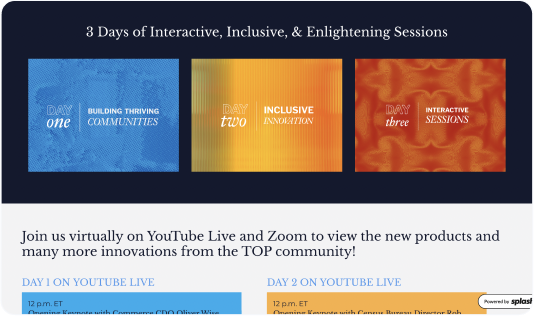 3 Days of Interactive, Inclusive, & Enlightening Sessions
DAY one
BUILDING THRIVING
COMMUNITIES
DAY two
INCLUSIVE
INNOVATION
DAY three
INTERACTIVE
SESSIONS
Join us virtually on YouTube Live and Zoom to view the new products and
many more innovations from the TOP community!
DAY 1 ON YOUTUBE LIVE
12 p.m. ET
Opening Keynote with Commerce CDO Oliver Wise
DAY 2 ON YOUTUBE LIVE
12 p.m. ET
Opening Keynote with Census Bureau Director Rob
Powered by splash